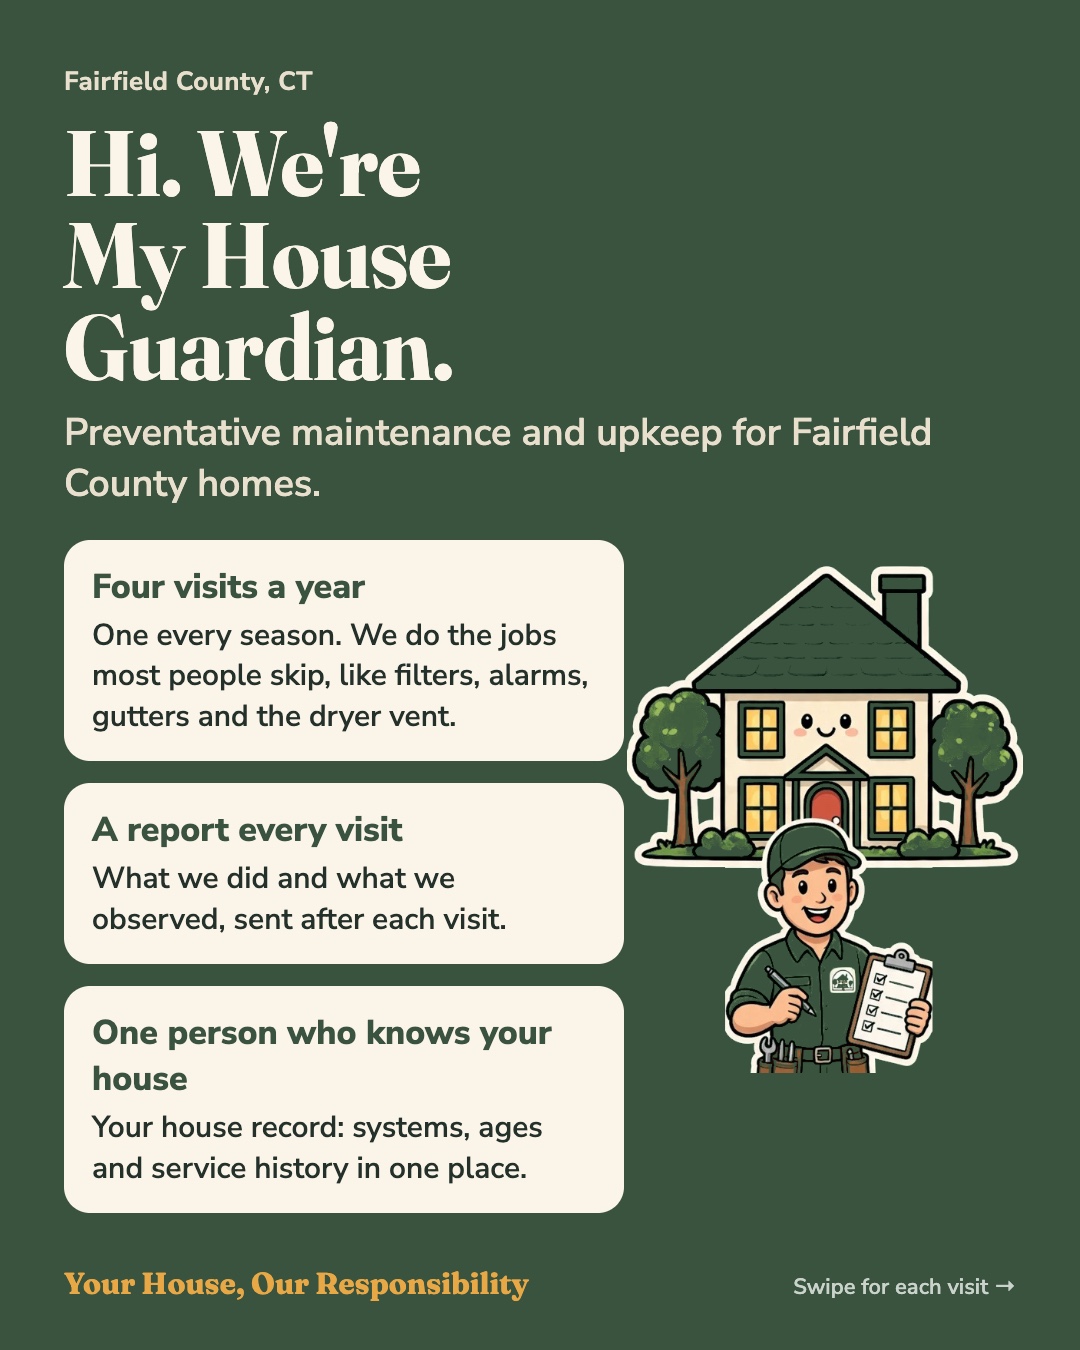 Fairfield County, CT
Hi. We're
My House
Guardian.
Preventative maintenance and upkeep for Fairfield
County homes.
Four visits a year
One every season. We do the jobs
most people skip, like filters, alarms,
gutters and the dryer vent.
A report every visit
What we did and what we
observed, sent after each visit.
One person who knows your
house
Your house record: systems, ages
and service history in one place.
Your House, Our Responsibility
Swipe for each visit →